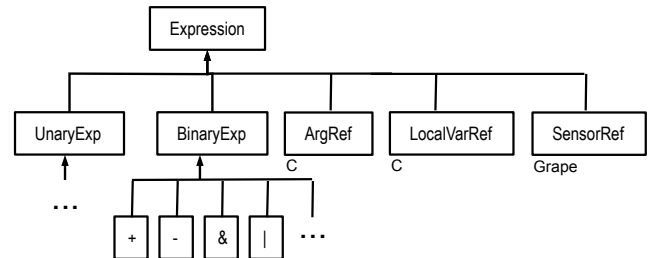 Expression
UnaryExp BinaryExp ArgRef LocalVarRef SensorRef
C C Grape
...
+ - & | ...